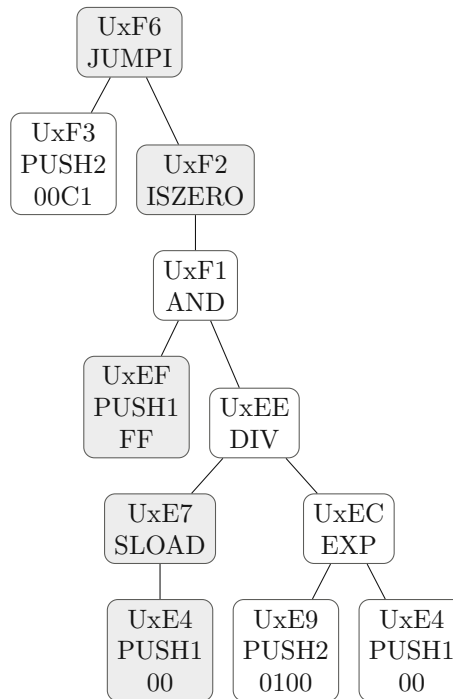 UxF6
JUMPI
UxF3
PUSH2
00C1
UxF2
ISZERO
UxF1
AND
UxEF
PUSH1
FF
UxEE
DIV
UxE7
SLOAD
UxEC
EXP
UxE4
PUSH1
00
UxE9
PUSH2
0100
UxE4
PUSH1
00